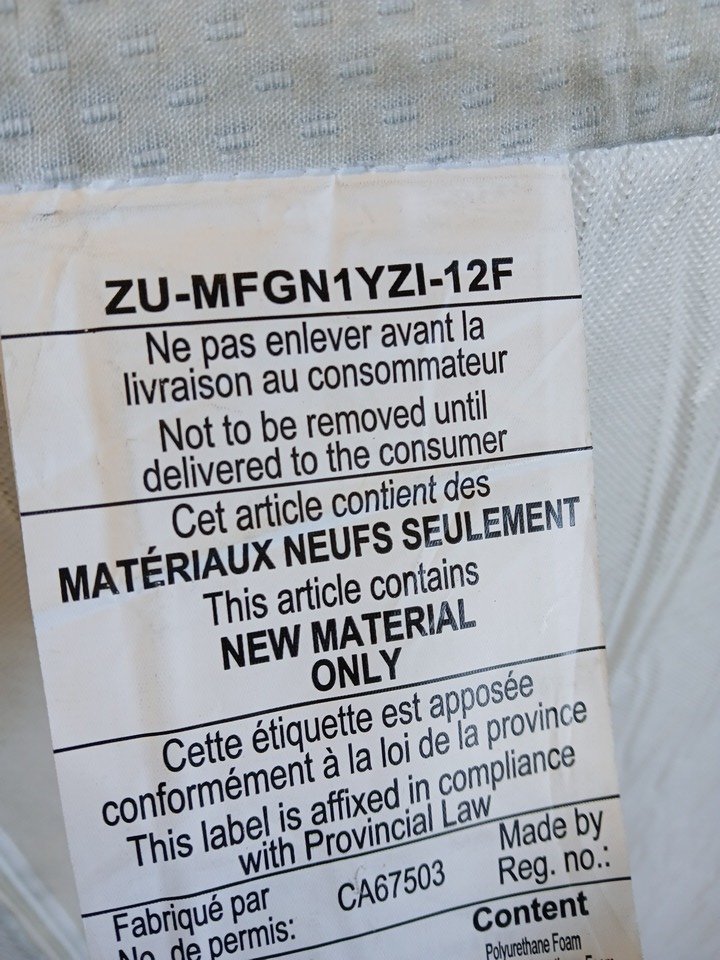 ZU-MFGN1YZI-12F
Ne pas enlever avant la
livraison au consommateur
Not to be removed until
delivered to the consumer
Cet article contient des
MATÉRIAUX NEUFS SEULEMENT
This article contains
NEW MATERIAL
ONLY
Cette étiquette est apposée
conformément à la loi de la province
This label is affixed in compliance
with Provincial Law
Fabriqué par
No. de permis:
CA67503
Made by
Reg. no.:
Content
Polyurethane Foam